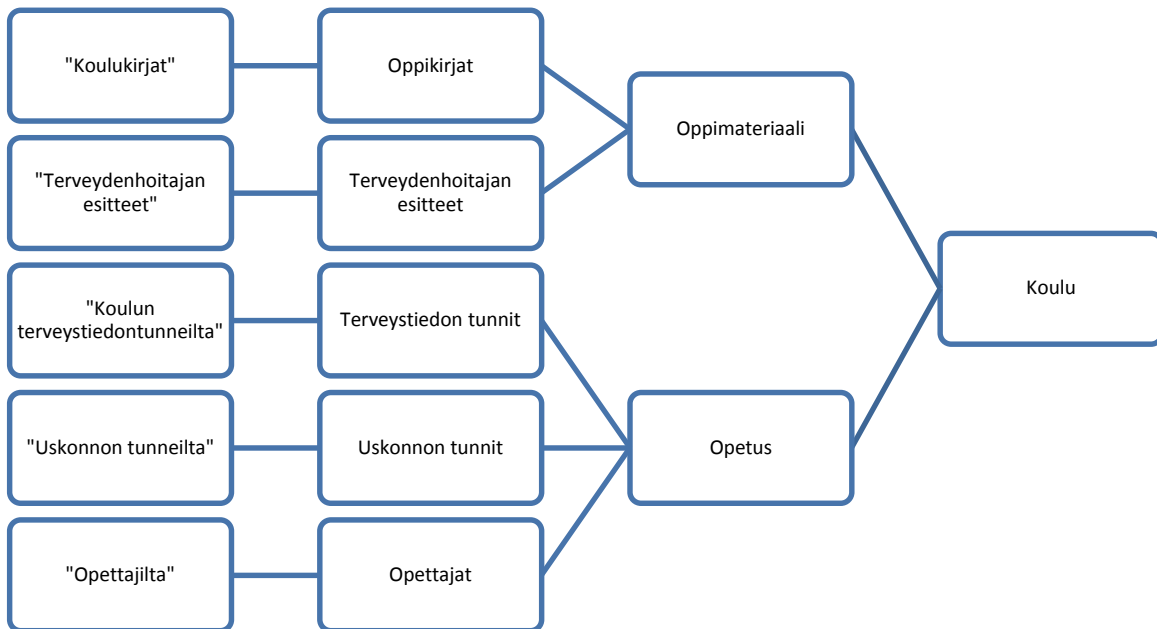 "Koulukirjat"
Oppikirjat
Oppimateriaali
"Terveydenhoitajan
esitteet"
Terveydenhoitajan
esitteet
Koulu
"Koulun
terveystiedontunneilta"
Terveystiedon tunnit
"Uskonnon tunneilta"
Uskonnon tunnit
Opetus
"Opettajilta"
Opettajat